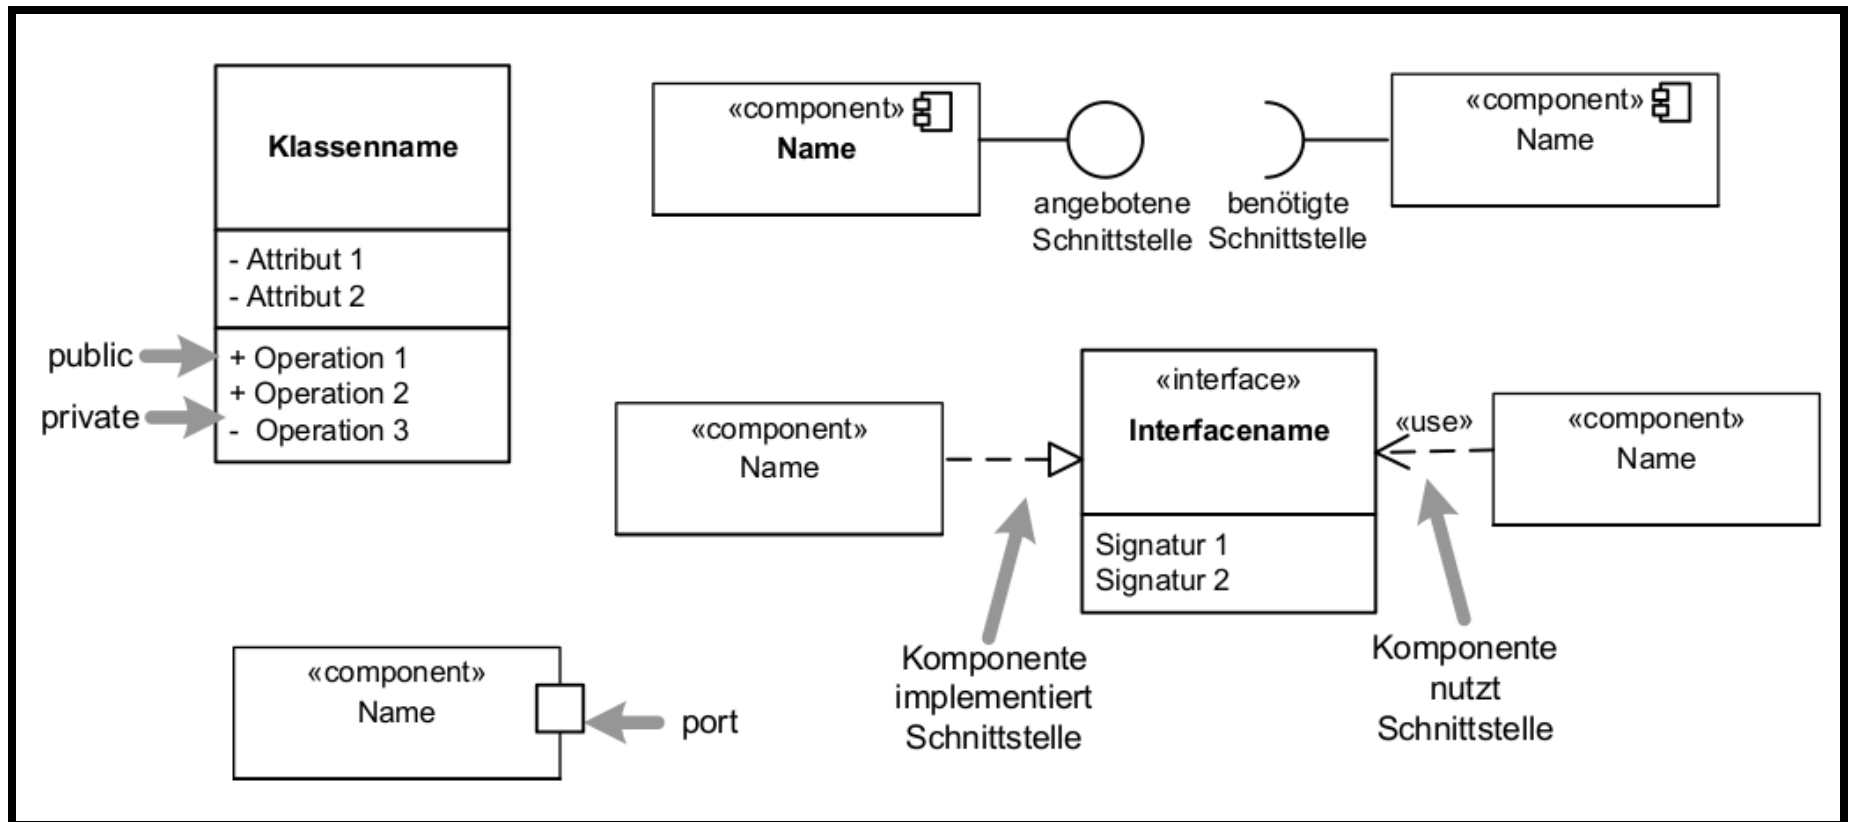 Klassenname
- Attribut 1
- Attribut 2
+ Operation 1
+ Operation 2
- Operation 3
public
private
«component»
Name
angebotene
Schnittstelle
benötigte
Schnittstelle
«component»
Name
«component»
Name
«interface»
Interfacename
Signatur 1
Signatur 2
«use»
«component»
Name
Komponente
implementiert
Schnittstelle
Komponente
nutzt
Schnittstelle
«component»
Name
port